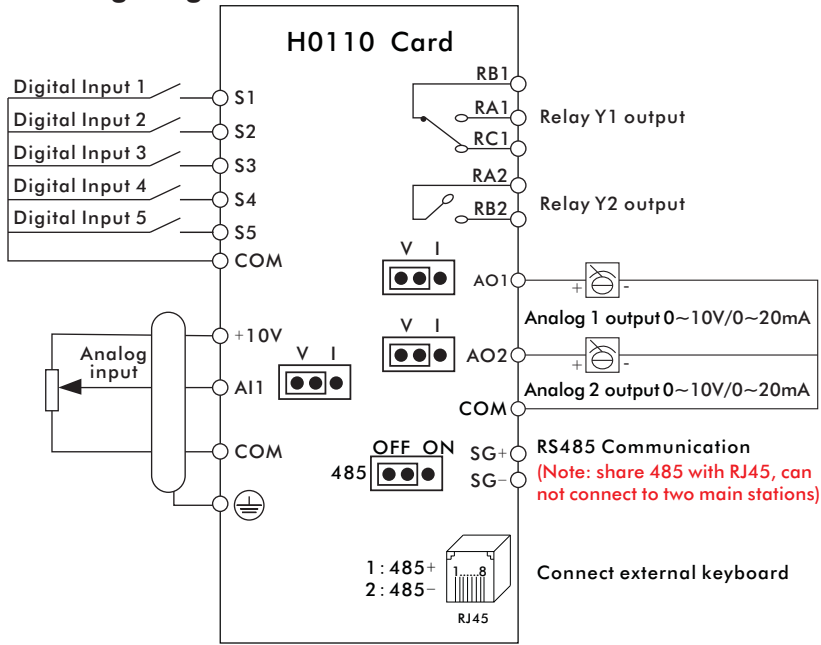 H0110 Card
Digital Input 1
S1
Digital Input 2
S2
Digital Input 3
S3
Digital Input 4
S4
Digital Input 5
S5
COM
RB1
RA1
RC1
Relay Y1 output
RA2
RB2
Relay Y2 output
V I
AO1
+ -
Analog 1 output 0~10V/0~20mA
V I
AO2
+ -
Analog 2 output 0~10V/0~20mA
COM
+10V
Analog
input
V I
AI1
COM
OFF ON
485
SG+
SG-
RS485 Communication
(Note: share 485 with RJ45, can
not connect to two main stations)
1:485+
2:485-
1......8
RJ45
Connect external keyboard